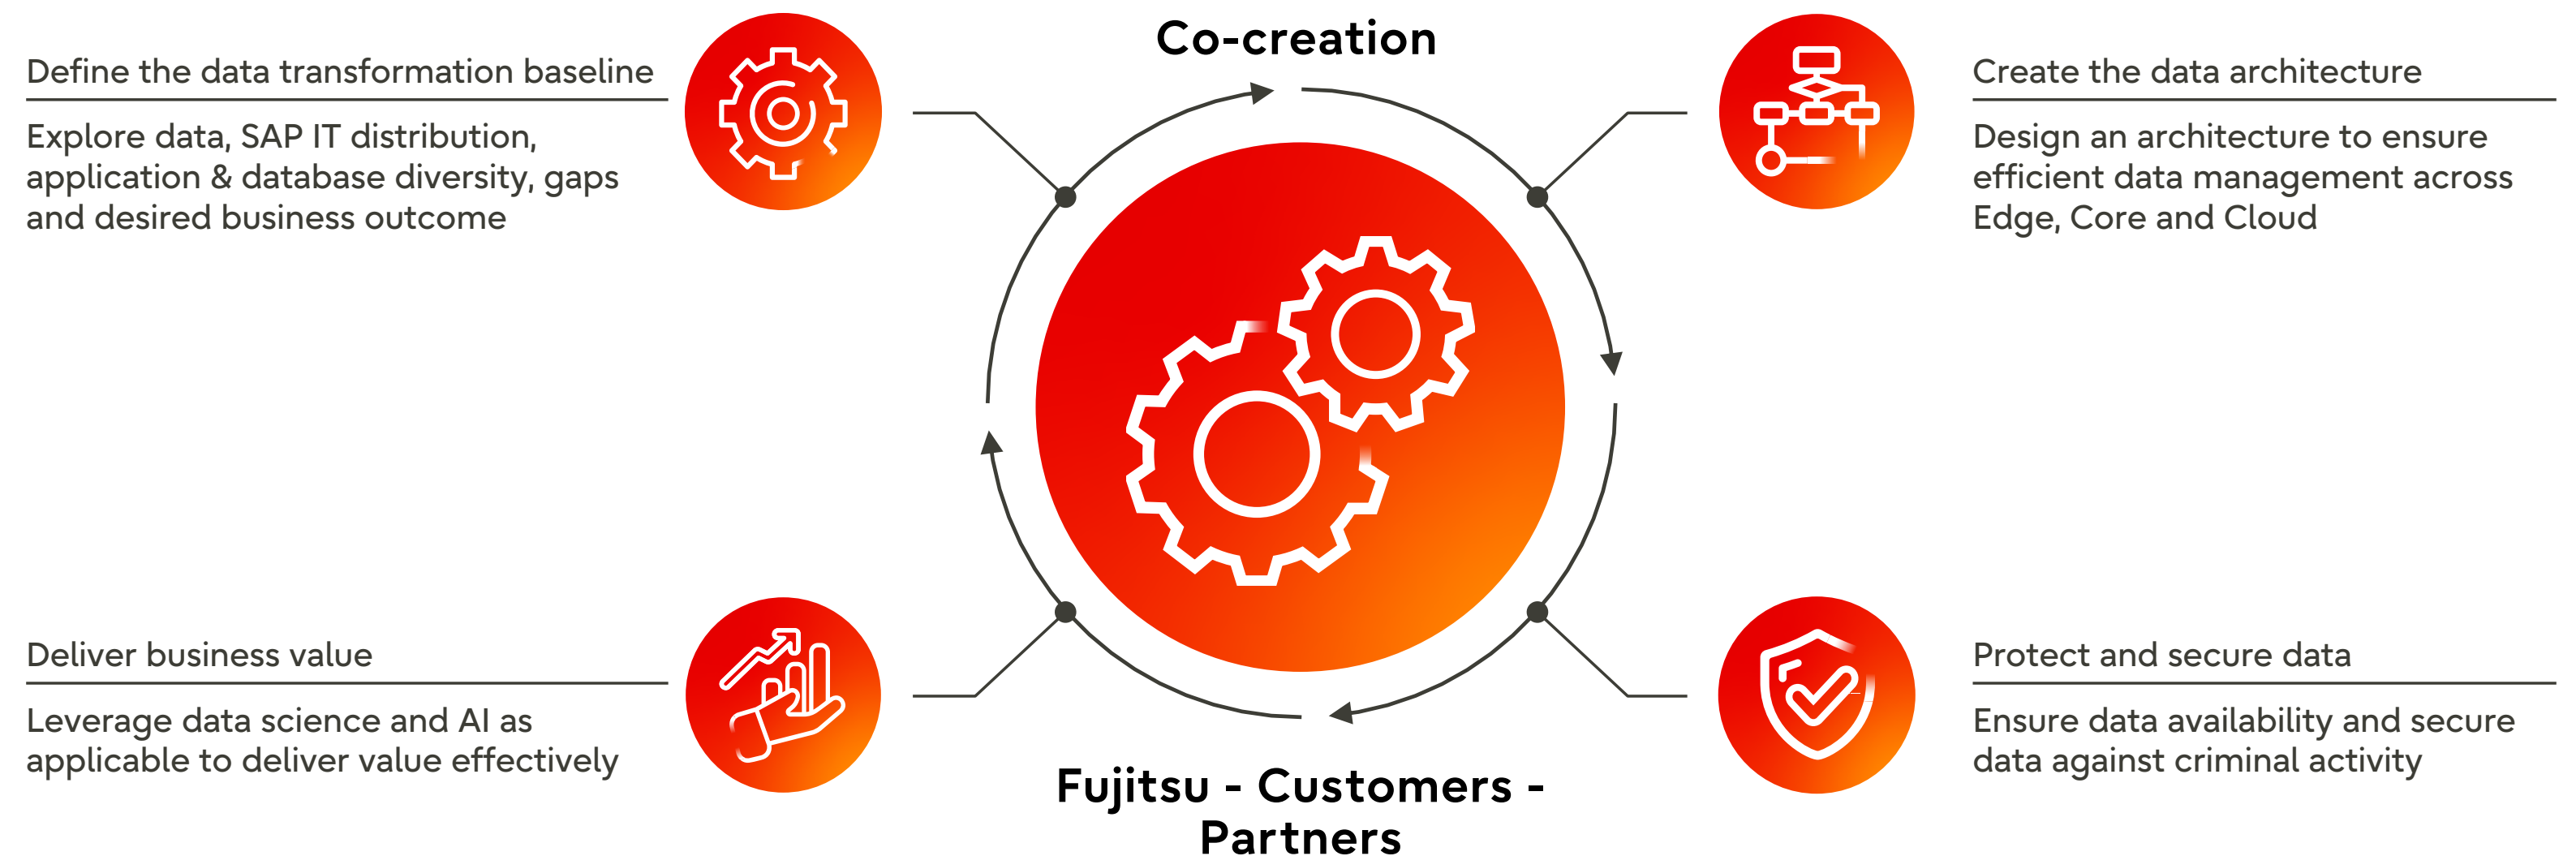 Co-creation
Define the data transformation baseline
Explore data, SAP IT distribution,
application & database diversity, gaps
and desired business outcome
Create the data architecture
Design an architecture to ensure
efficient data management across
Edge, Core and Cloud
Deliver business value
Leverage data science and AI as
applicable to deliver value effectively
Protect and secure data
Ensure data availability and secure
data against criminal activity
Fujitsu - Customers -
Partners